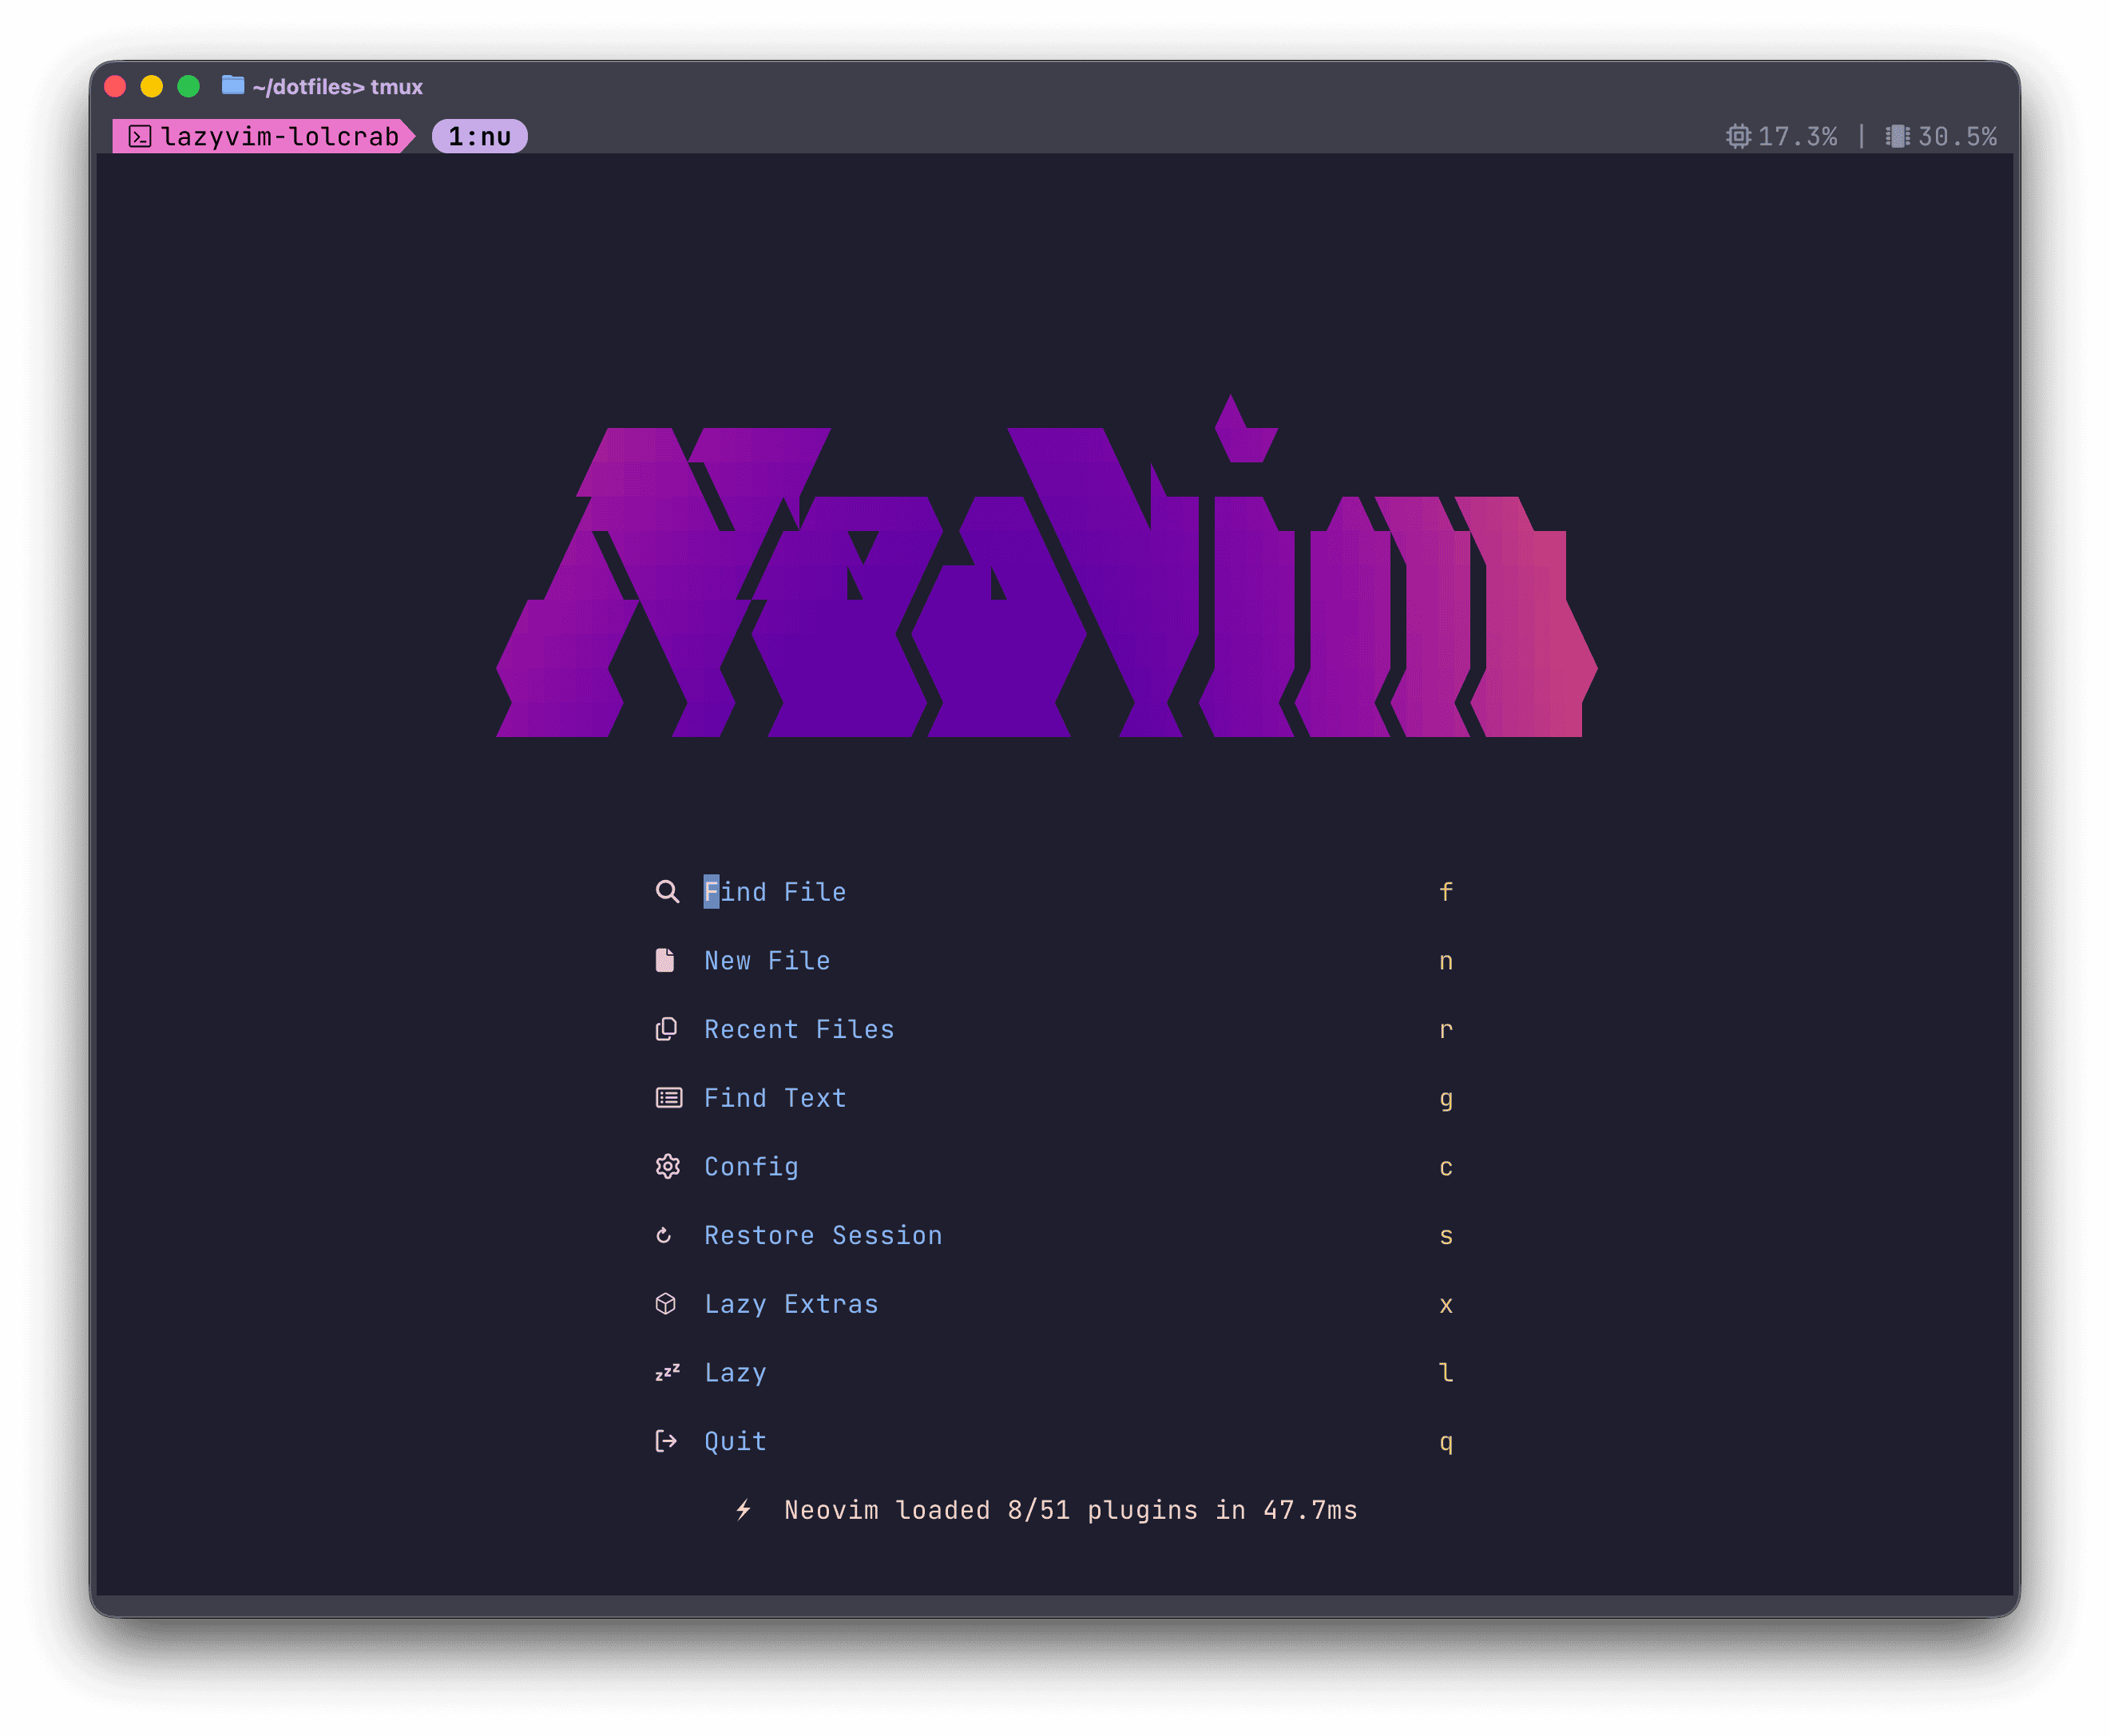 ~/dotfiles> tmux
lazyvim-lolcrab 1:nu 17.3% | 30.5%
NeoVim
Find File f
New File n
Recent Files r
Find Text g
Config c
Restore Session s
Lazy Extras x
zzz Lazy l
Quit q
Neovim loaded 8/51 plugins in 47.7ms